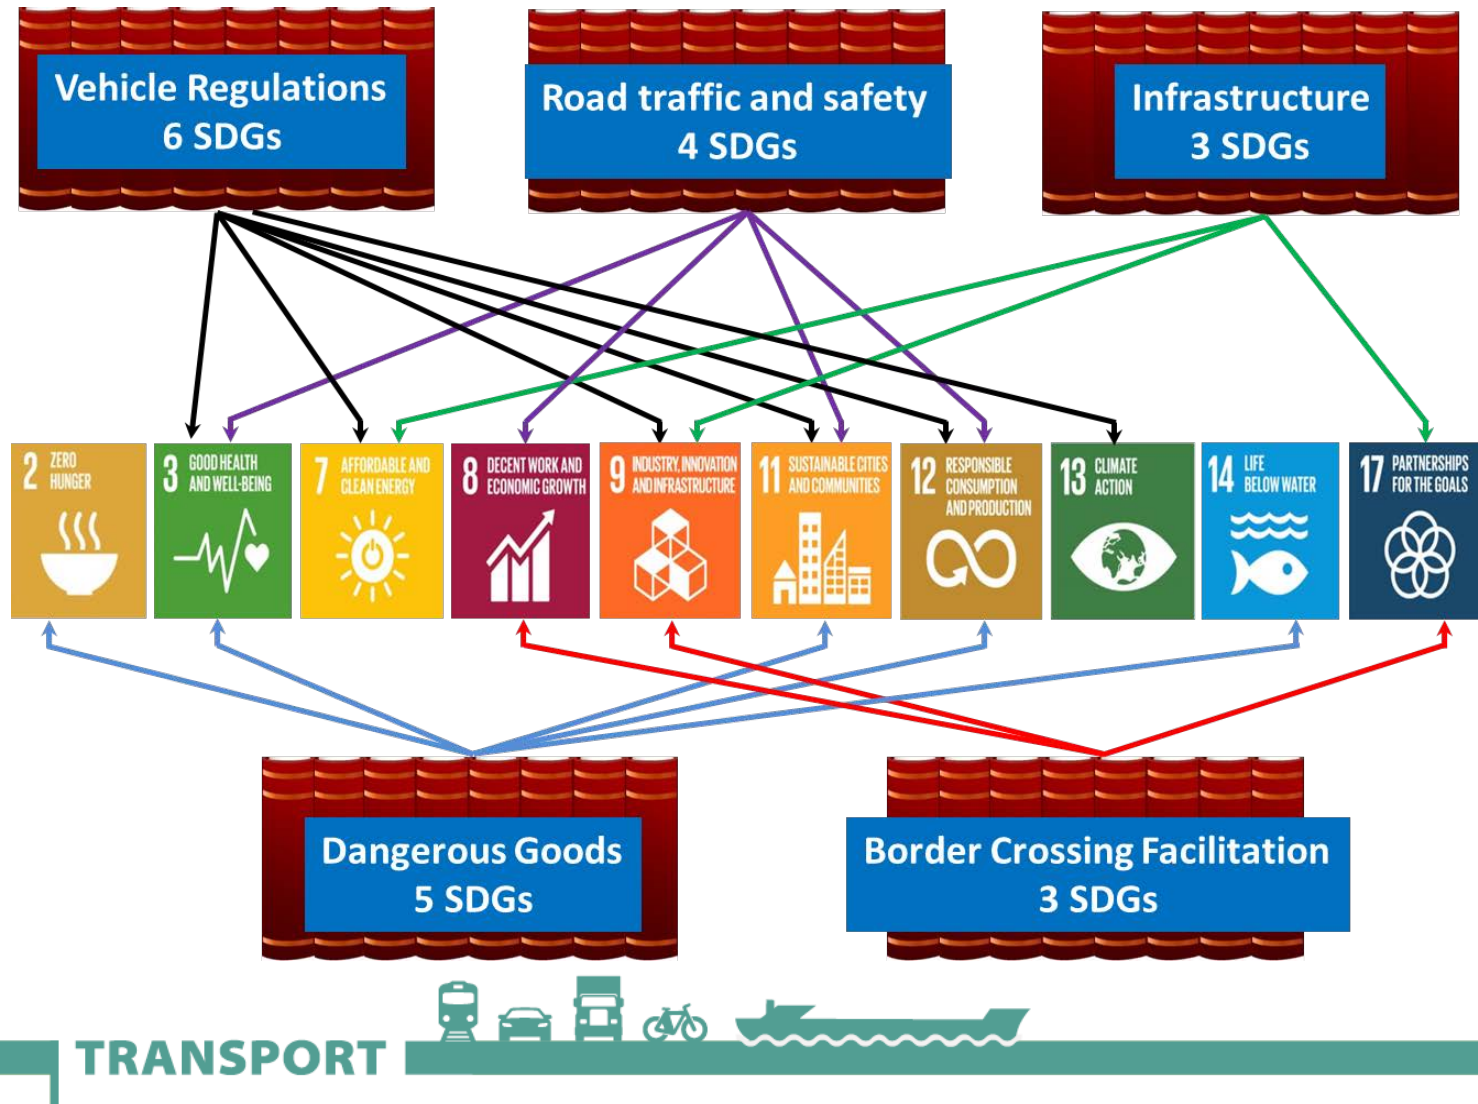 Vehicle Regulations
6 SDGs
Road traffic and safety
4 SDGs
Infrastructure
3 SDGs
2 ZERO
HUNGER
3 GOOD HEALTH
AND WELL-BEING
7 AFFORDABLE AND
CLEAN ENERGY
8 DECENT WORK AND
ECONOMIC GROWTH
9 INDUSTRY, INNOVATION
AND INFRASTRUCTURE
11 SUSTAINABLE CITIES
AND COMMUNITIES
12 RESPONSIBLE
CONSUMPTION
AND PRODUCTION
13 CLIMATE
ACTION
14 LIFE
BELOW WATER
17 PARTNERSHIPS
FOR THE GOALS
Dangerous Goods
5 SDGs
Border Crossing Facilitation
3 SDGs
TRANSPORT